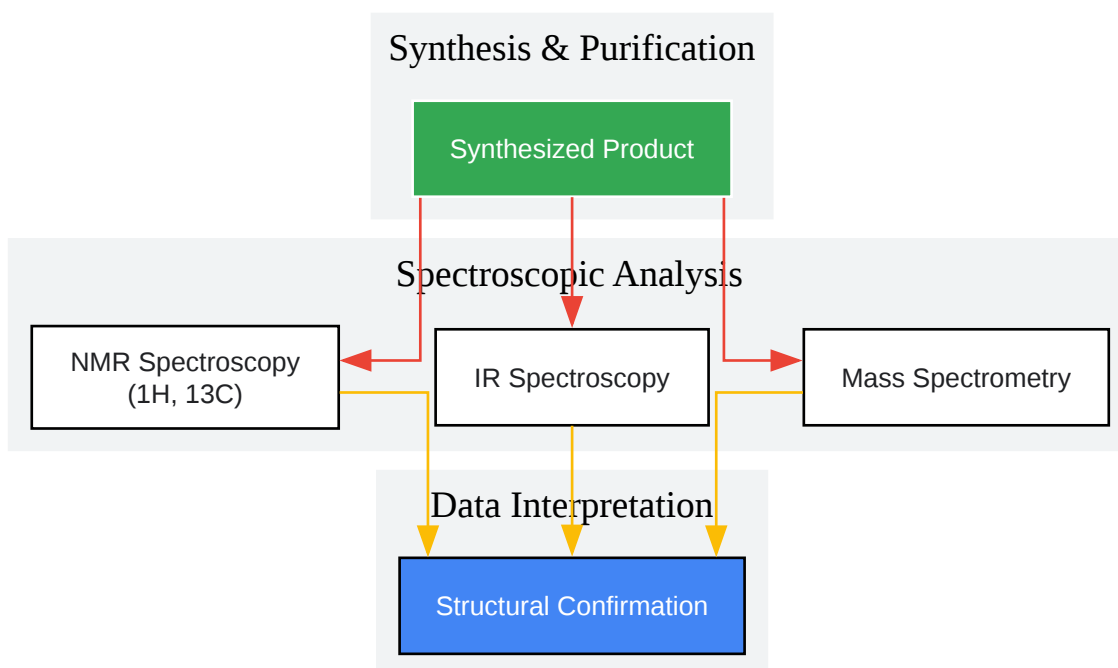 Synthesis & Purification
Synthesized Product
Spectroscopic Analysis
NMR Spectroscopy
(1H, 13C)
IR Spectroscopy
Mass Spectrometry
Data Interpretation
Structural Confirmation